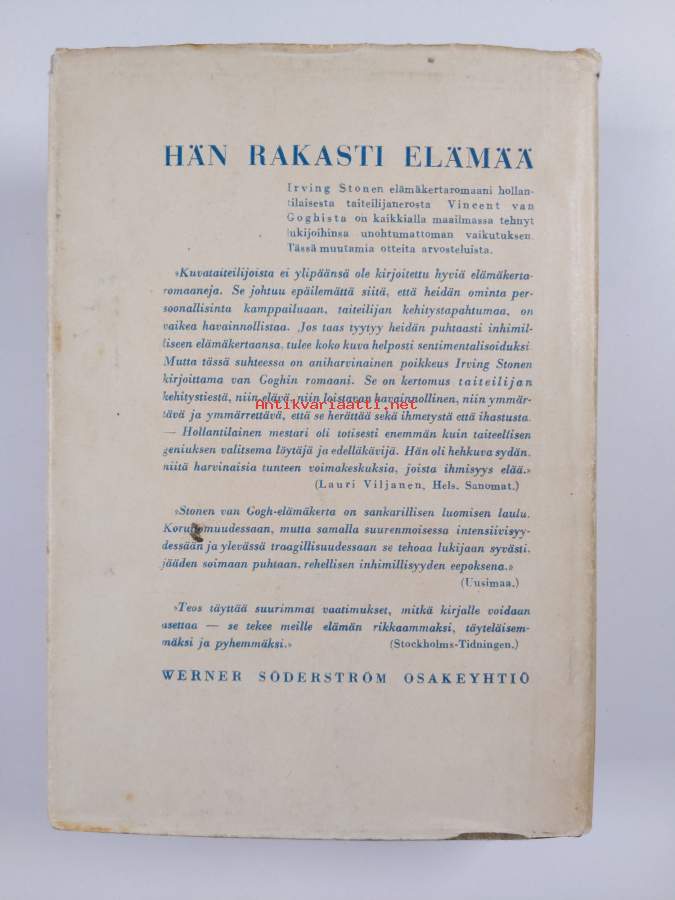 HÄN RAKASTI ELÄMÄÄ
Irving Stonen elämäkertaromaani hollan-
tilaisesta taiteilijanerosta Vincent van
Goghista on kaikkialla maailmassa tehnyt
lukijoihinsa unohtumattoman vaikutuksen.
Tässä muutamia otteita arvosteluista.
»Kuvataiteilijoista ei ylipäänsä ole kirjoitettu hyviä elämäkerta-
romaaneja. Se johtuu epäilemättä siitä, että heidän ominta per-
soonallisinta kamppailuaan, taiteilijan kehitystapahtumaa, on
vaikea havainnollistaa. Jos taas tyytyy heidän puhtaasti inhimil-
liseen elämäkertaansa, tulee koko kuva helposti sentimentalisoiduksi
Mutta tässä suhteessa on aniharvinainen poikkeus Irving Stonen
kirjoittama van Goghin romaani. Se on kertomus taiteilijan
kehitystiestä, niin elävä, niin loistavan havainnollinen, niin ymmär-
tävä ja ymmärrettävä, että se herättää sekä ihmetystä että ihastusta.
Antikvariaatti.net
— Hollantilainen mestari oli totisesti enemmän kuin taiteellisen
geniuksen valitsema löytäjä ja edelläkävijä. Hän oli hehkuva sydän,
niitä harvinaisia tunteen voimakeskuksia, joista ihmisyys elää.»
(Lauri Viljanen, Hels. Sanomat.)
»Stonen van Gogh-elämäkerta on sankarillisen luomisen laulu.
Koruttomuudessaan, mutta samalla suurenmoisessa intensiivisyy-
dessään ja ylevässä traagillisuudessaan se tehoaa lukijaan syvästi,
jääden soimaan puhtaan, rehellisen inhimillisyyden eepoksena.»
(Uusimaa.)
»Teos täyttää suurimmat vaatimukset, mitkä kirjalle voidaan
asettaa — se tekee meille elämän rikkaammaksi, täyteläisem-
mäksi ja pyhemmäksi.» (Stockholms-Tidningen.)
WERNER SÖDERSTRÖM OSAKEYHTIÖ